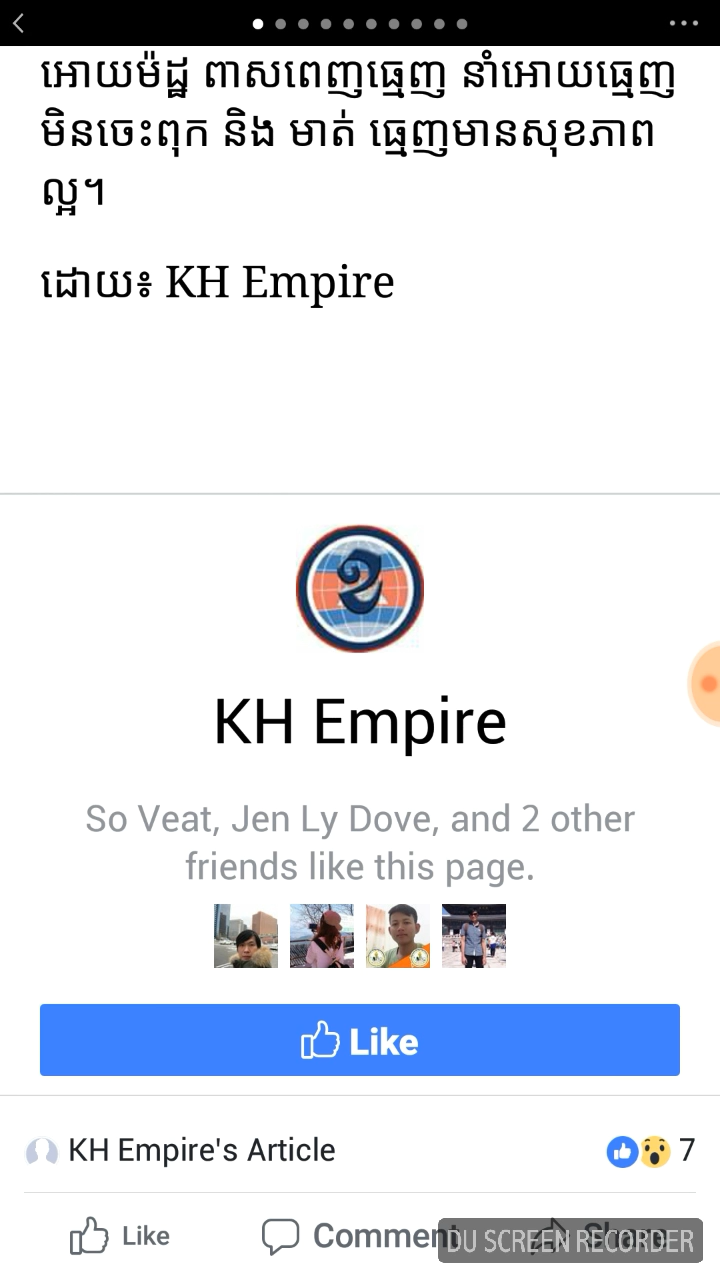 អោយម៉ដ្ឋ ពាសពេញធ្មេញ នាំអោយធ្មេញ
មិនចេះពុក និង មាត់ ធ្មេញមានសុខភាព
ល្អ។
ដោយ៖ KH Empire
KH Empire
So Veat, Jen Ly Dove, and 2 other
friends like this page.
Like
KH Empire's Article
7
Like
Comment
Share
DU SCREEN RECORDER